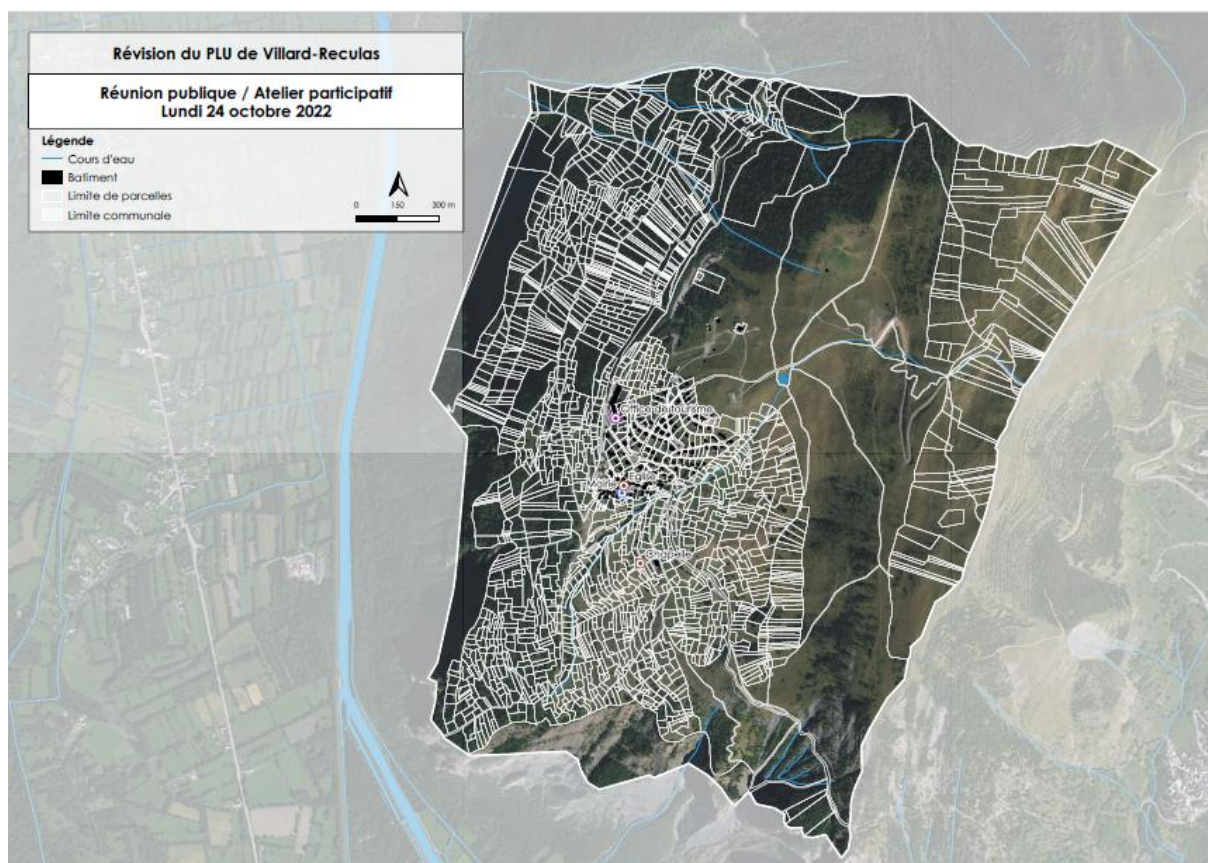 Révision du PLU de Villard-Reculas
Réunion publique / Atelier participatif
Lundi 24 octobre 2022
Légende
Cours d'eau
Batiment
Limite de parcelles
Limite communale
0 150 300 m
Office de tourisme
Eglise
Mairie
Chapelle